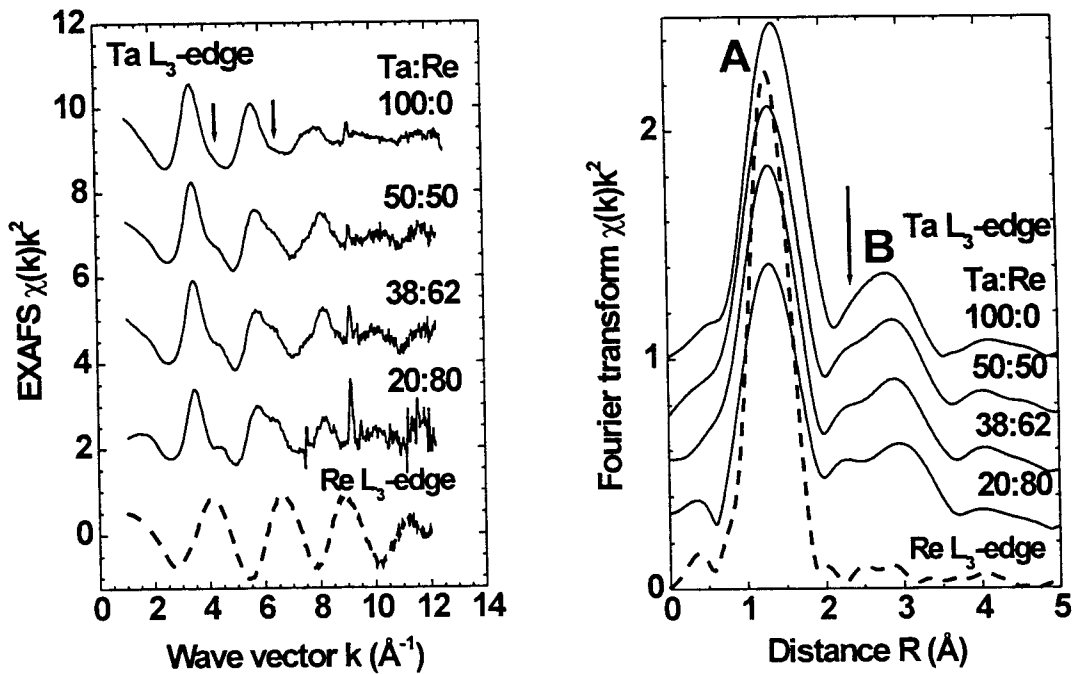 12
10
8
6
4
2
0
EXAFS χ(k)k²
Ta L₃-edge
Ta:Re
100:0
50:50
38:62
20:80
Re L₃-edge
0 2 4 6 8 10 12 14
Wave vector k (Å⁻¹)
2
1
0
Fourier transform χ(k)k²
A
B
Ta L₃-edge
Ta:Re
100:0
50:50
38:62
20:80
Re L₃-edge
0 1 2 3 4 5
Distance R (Å)